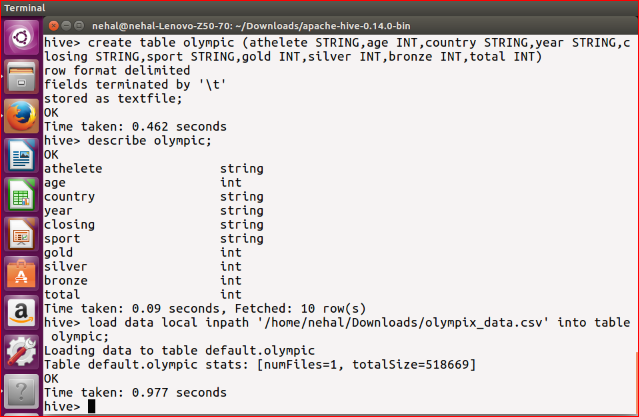 Terminal
nehal@nehal-Lenovo-Z50-70: ~/Downloads/apache-hive-0.14.0-bin
hive> create table olympic (athelete STRING,age INT,country STRING,year STRING,c
losing STRING,sport STRING,gold INT,silver INT,bronze INT,total INT)
row format delimited
fields terminated by '\t'
stored as textfile;
OK
Time taken: 0.462 seconds
hive> describe olympic;
OK
athelete string
age int
country string
year string
closing string
sport string
gold int
silver int
bronze int
total int
Time taken: 0.09 seconds, Fetched: 10 row(s)
hive> load data local inpath '/home/nehal/Downloads/olympix_data.csv' into table
 olympic;
Loading data to table default.olympic
Table default.olympic stats: [numFiles=1, totalSize=518669]
OK
Time taken: 0.977 seconds
hive>